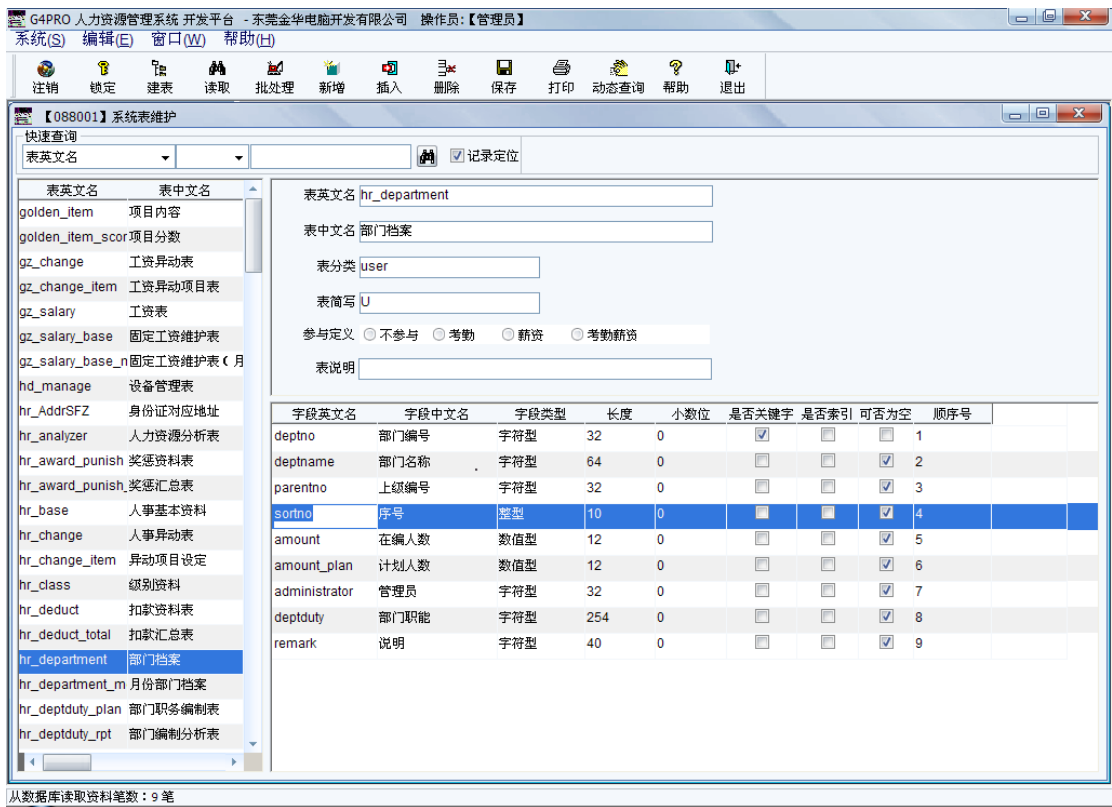 G4PRO 人力资源管理系统 开发平台 - 东莞金华电脑开发有限公司 操作员:【管理员】
系统(S) 编辑(E) 窗口(W) 帮助(H)
注销 锁定 建表 读取 批处理 新增 插入 删除 保存 打印 动态查询 帮助 退出
【088001】系统表维护
快速查询
表英文名 记录定位
表英文名 表中文名
golden_item 项目内容
golden_item_scor 项目分数
gz_change 工资异动表
gz_change_item 工资异动项目表
gz_salary 工资表
gz_salary_base 固定工资维护表
gz_salary_base_n 固定工资维护表(月
hd_manage 设备管理表
hr_AddrSFZ 身份证对应地址
hr_analyzer 人力资源分析表
hr_award_punish 奖惩资料表
hr_award_punish_ 奖惩汇总表
hr_base 人事基本资料
hr_change 人事异动表
hr_change_item 异动项目设定
hr_class 级别资料
hr_deduct 扣款资料表
hr_deduct_total 扣款汇总表
hr_department 部门档案
hr_department_m 月份部门档案
hr_deptduty_plan 部门职务编制表
hr_deptduty_rpt 部门编制分析表
表英文名 hr_department
表中文名 部门档案
表分类 user
表简写 U
参与定义 不参与 考勤 薪资 考勤薪资
表说明
字段英文名 字段中文名 字段类型 长度 小数位 是否关键字 是否索引 可否为空 顺序号
deptno 部门编号 字符型 32 0 1
deptname 部门名称 字符型 64 0 2
parentno 上级编号 字符型 32 0 3
sortno 序号 整型 10 0 4
amount 在编人数 数值型 12 0 5
amount_plan 计划人数 数值型 12 0 6
administrator 管理员 字符型 32 0 7
deptduty 部门职能 字符型 254 0 8
remark 说明 字符型 40 0 9
从数据库读取资料笔数:9 笔